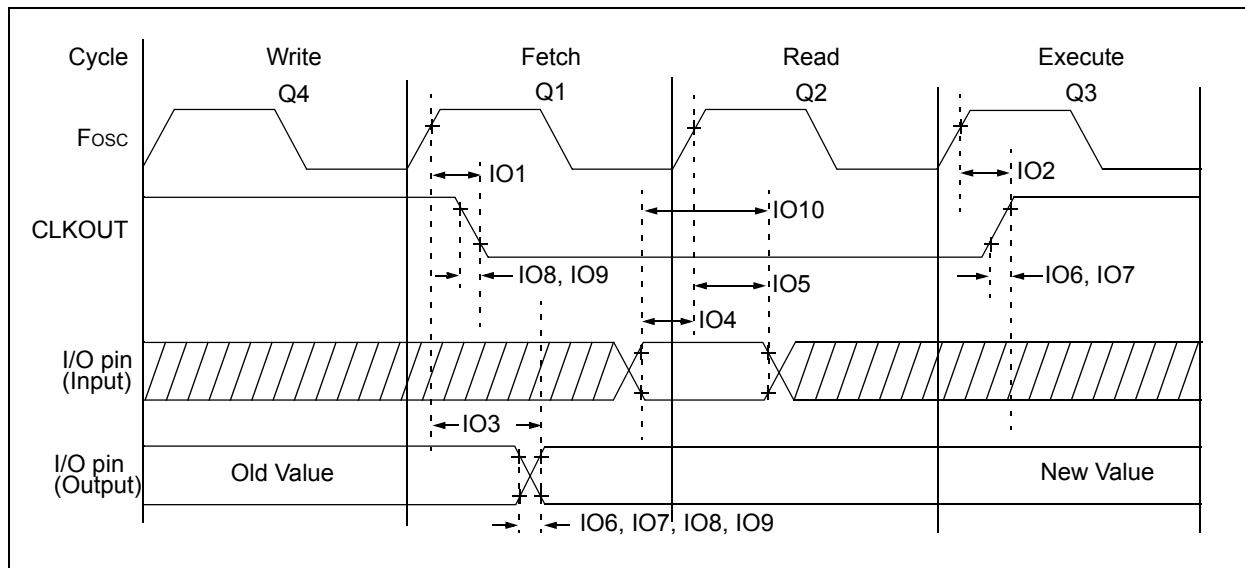 Cycle Write Fetch Read Execute
Q4 Q1 Q2 Q3
Fosc
IO1 IO2
CLKOUT IO10
IO8, IO9 IO5 IO6, IO7
IO4
I/O pin
(Input)
IO3
I/O pin
(Output) Old Value New Value
IO6, IO7, IO8, IO9